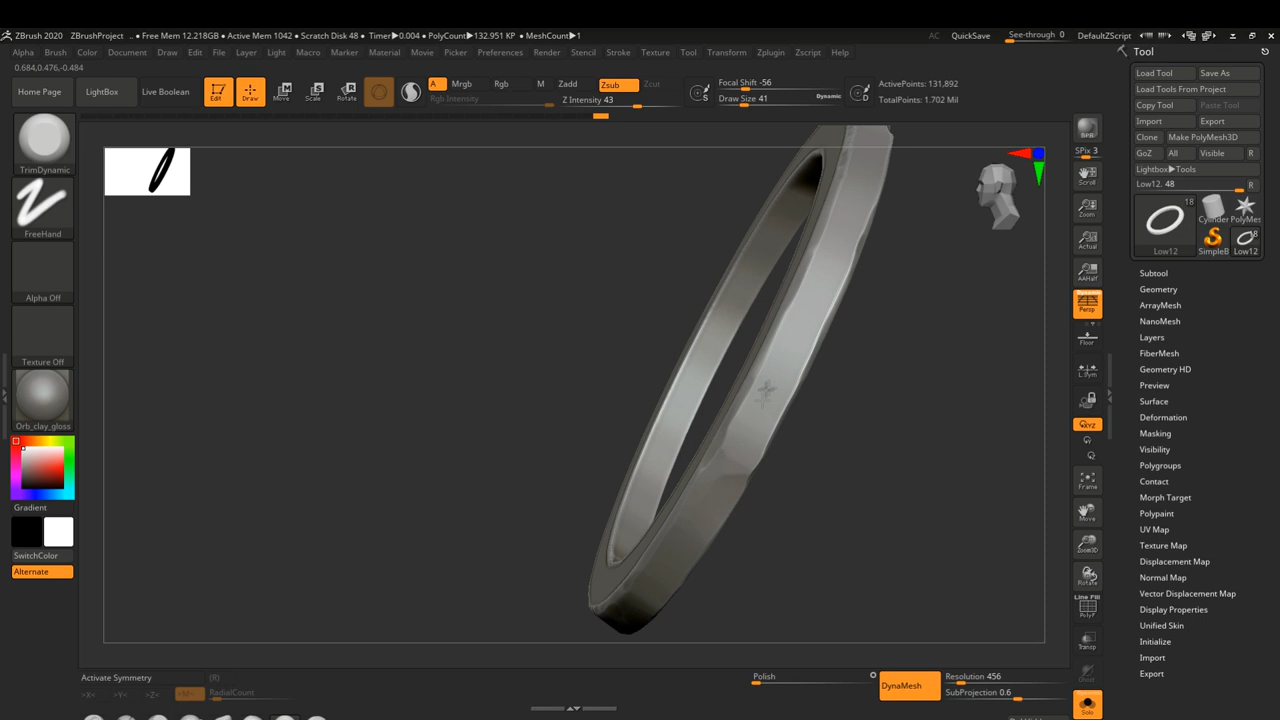 ZBrush 2020 ZBrushProject .. • Free Mem 12.218GB • Active Mem 1042 • Scratch Disk 48 • Timer▶0.004 • PolyCount▶132.951 KP • MeshCount▶1 AC QuickSave See-through 0 Menus DefaultZScript
Alpha Brush Color Document Draw Edit File Layer Light Macro Marker Material Movie Picker Preferences Render Stencil Stroke Texture Tool Transform Zplugin Zscript Help
0.684,0.476,-0.484
Home Page LightBox Live Boolean Edit Draw Move Scale Rotate
A Mrgb Rgb M Zadd Zsub Zcut
Rgb Intensity Z Intensity 43
Focal Shift -56
Draw Size 41 Dynamic
S D
ActivePoints: 131,892
TotalPoints: 1.702 Mil
TrimDynamic
FreeHand
Alpha Off
Texture Off
Orb_clay_gloss
Gradient
SwitchColor
Alternate
Activate Symmetry (R)
>X< >Y< >Z< >M< RadialCount
Polish
DynaMesh
Resolution 456
SubProjection 0.6
BPR
SPix 3
Scroll
Zoom
Actual
AAHalf
Dynamic
Persp
Floor
L.Sym
XYZ
Frame
Move
Zoom3D
Rotate
Line Fill
PolyF
Transp
Ghost
Solo
Tool
Load Tool Save As
Load Tools From Project
Copy Tool Paste Tool
Import Export
Clone Make PolyMesh3D
GoZ All Visible R
Lightbox▶Tools
Low12. 48 R
18
Low12
Cylinder PolyMes
SimpleB
18
Low12
Subtool
Geometry
ArrayMesh
NanoMesh
Layers
FiberMesh
Geometry HD
Preview
Surface
Deformation
Masking
Visibility
Polygroups
Contact
Morph Target
Polypaint
UV Map
Texture Map
Displacement Map
Normal Map
Vector Displacement Map
Display Properties
Unified Skin
Initialize
Import
Export